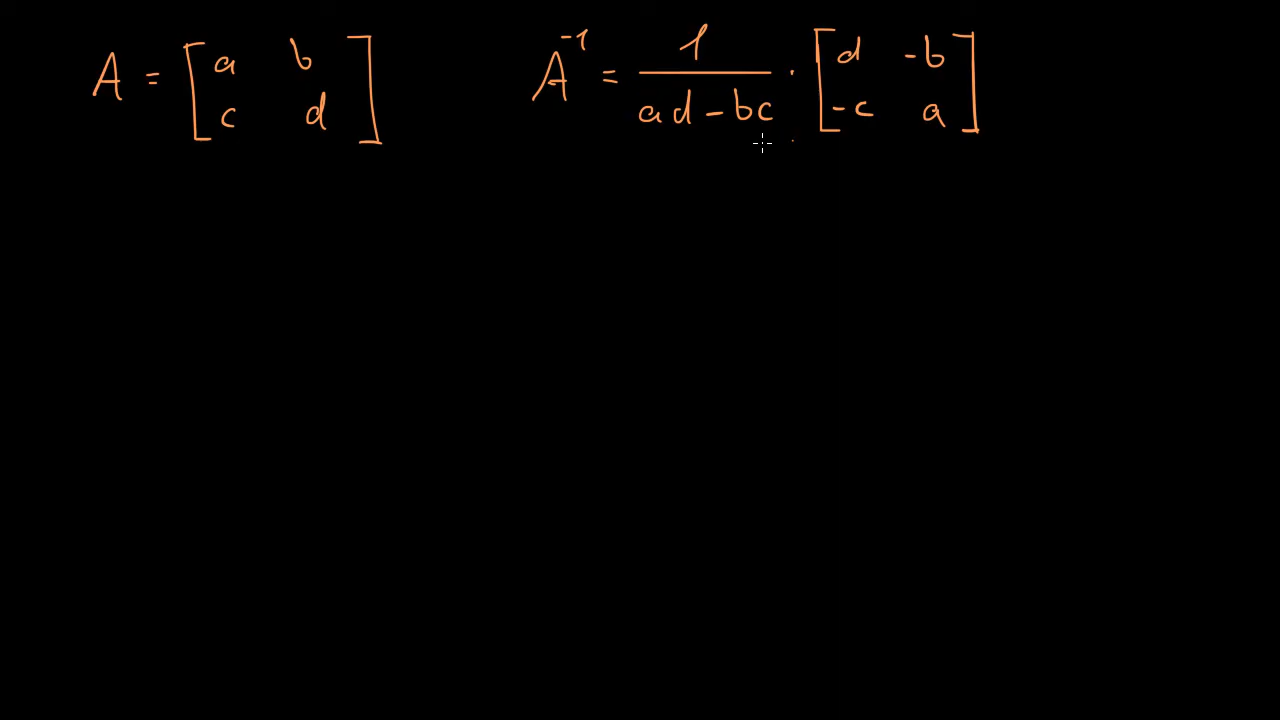 A = [ a b ; c d ] A⁻¹ = 1 / (ad - bc) · [ d -b ; -c a ]